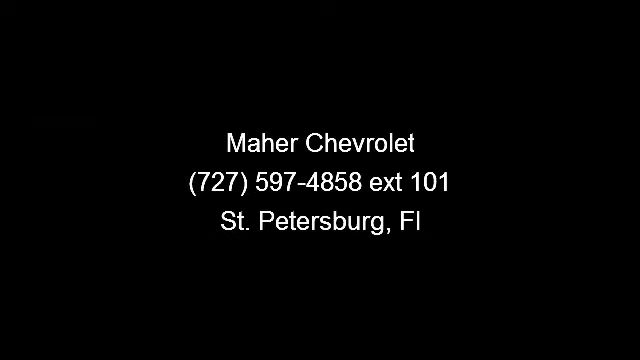 Maher Chevrolet
(727) 597-4858 ext 101
St. Petersburg, Fl